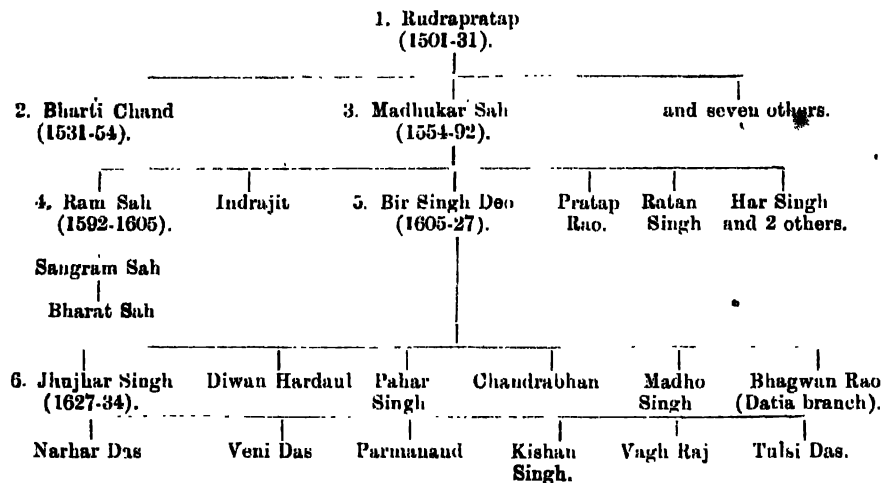 1. Rudrapratap
(1501-31).
2. Bharti Chand 3. Madhukar Sah and seven others.
(1531-54). (1554-92).
4. Ram Sah Indrajit 5. Bir Singh Deo Pratap Ratan Har Singh
(1592-1605). (1605-27). Rao. Singh and 2 others.
Sangram Sah
Bharat Sah
6. Jhujhar Singh Diwan Hardaul Pahar Chandrabhan Madho Bhagwan Rao
(1627-34). Singh Singh (Datia branch).
Narhar Das Veni Das Parmanand Kishan Vagh Raj Tulsi Das.
Singh.